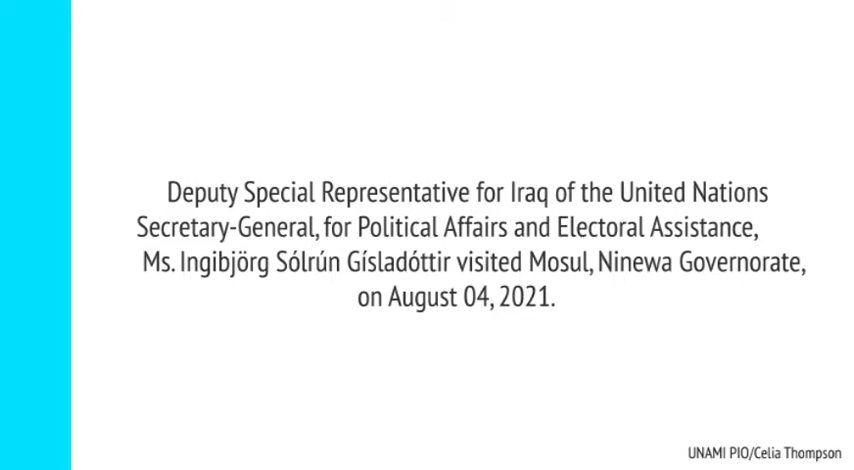 Deputy Special Representative for Iraq of the United Nations
Secretary-General, for Political Affairs and Electoral Assistance,
Ms. Ingibjörg Sólrún Gísladóttir visited Mosul, Ninewa Governorate,
on August 04, 2021.
UNAMI PIO/Celia Thompson